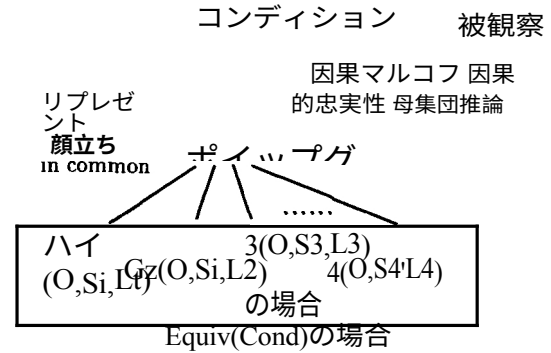 コンディション
被観察
因果マルコフ 因果
的忠実性 母集団推論
リプレゼ
ント
顔立ち
in common
......
ハイ
(O,Si,Lt)
Gz(O,Si,L2)
3(O,S3,L3)
4(O,S4'L4)
の場合
Equiv(Cond)の場合